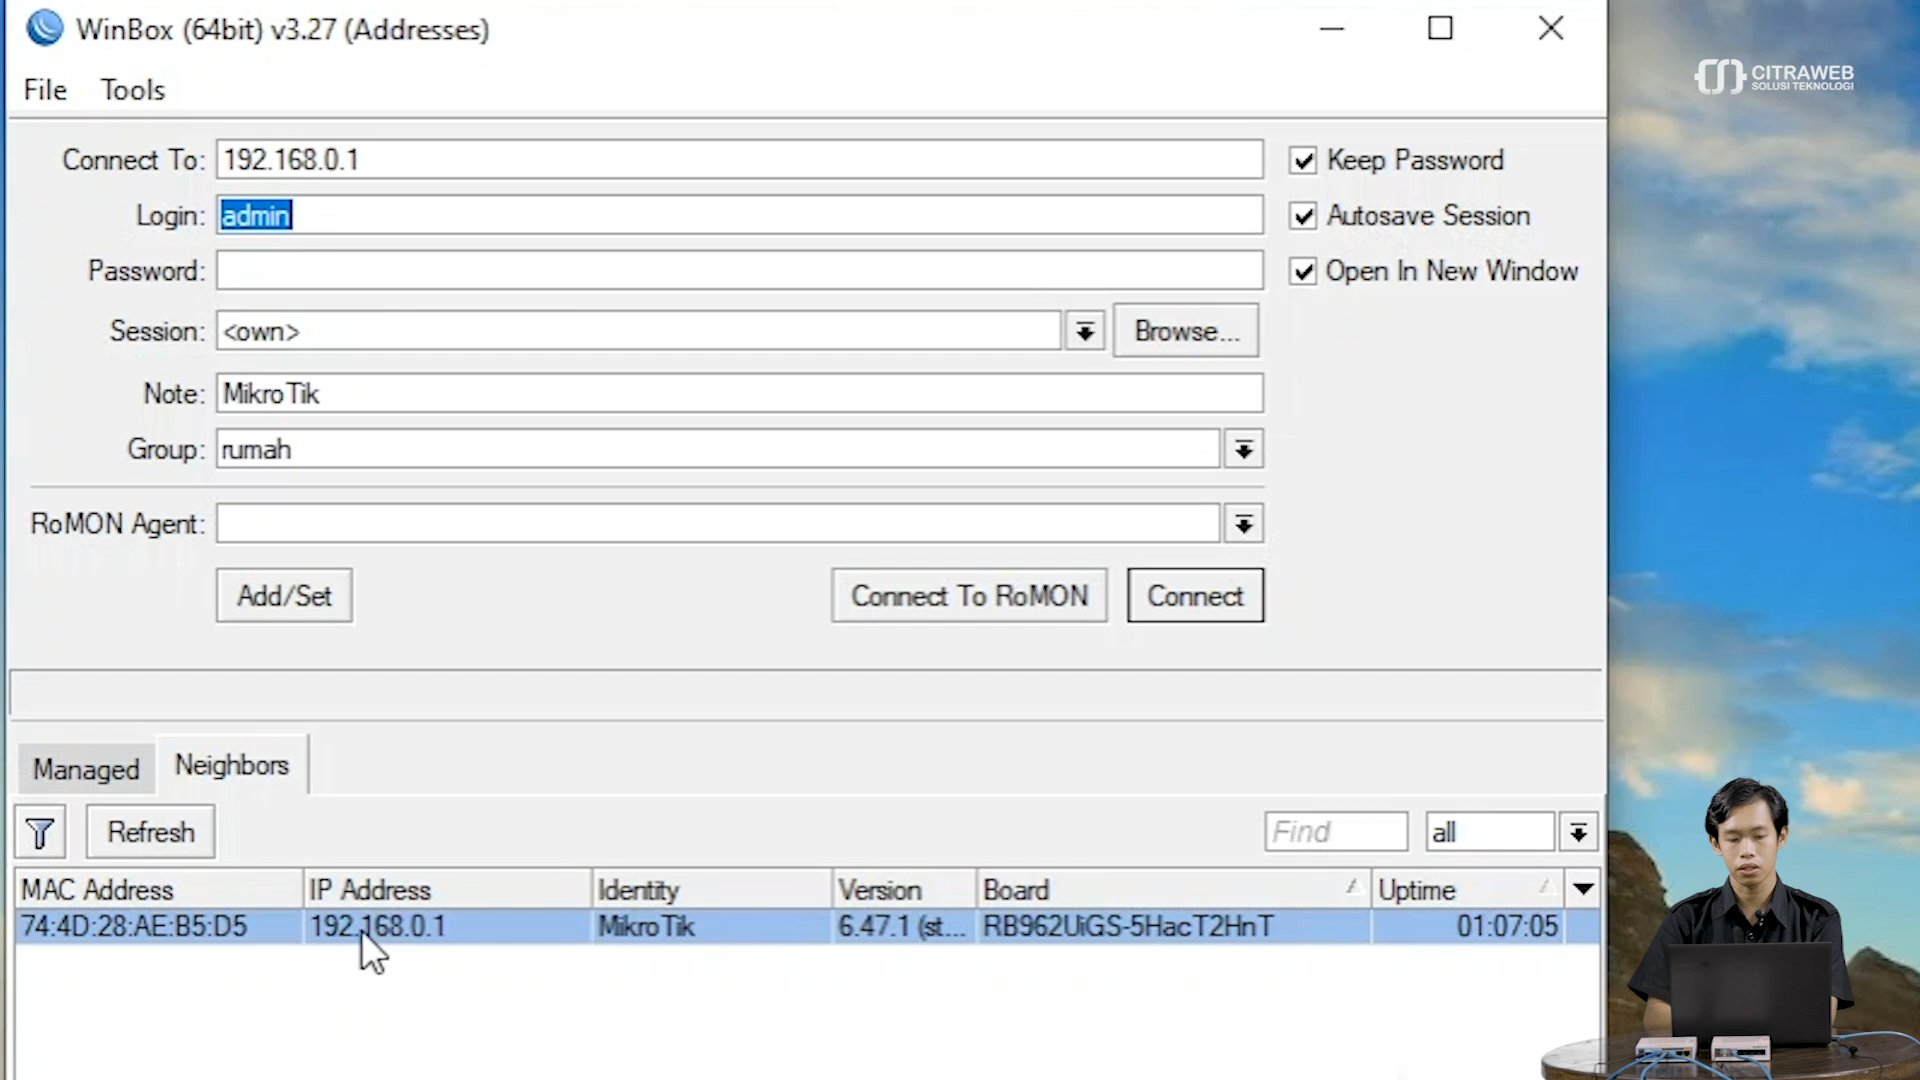 WinBox (64bit) v3.27 (Addresses)
CITRAWEB
SOLUSI TEKNOLOGI
File Tools
Connect To: 192.168.0.1
Keep Password
Login: admin
Autosave Session
Password:
Open In New Window
Session: <own>
Browse...
Note: MikroTik
Group: rumah
RoMON Agent:
Add/Set
Connect To RoMON
Connect
Managed
Neighbors
Refresh
Find
all
MAC Address IP Address Identity Version Board Uptime
74:4D:28:AE:B5:D5 192.168.0.1 MikroTik 6.47.1 (st... RB962UiGS-5HacT2HnT 01:07:05